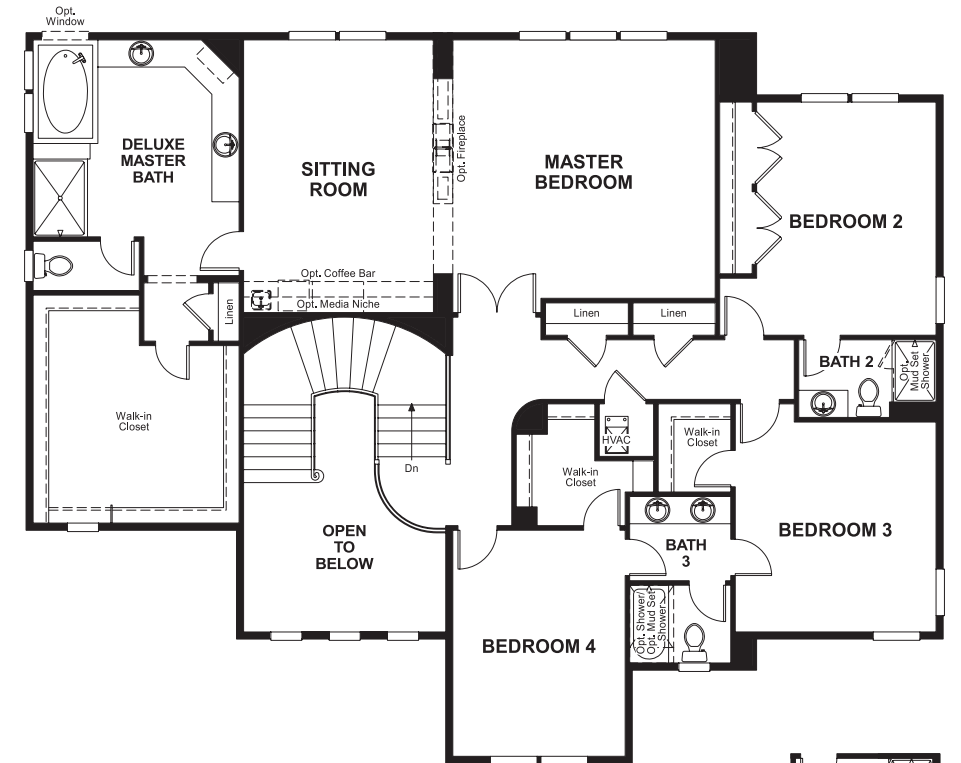 Opt.
Window
DELUXE
MASTER
BATH
SITTING
ROOM
Opt. Fireplace
MASTER
BEDROOM
BEDROOM 2
Opt. Coffee Bar
Opt. Media Niche
Linen
Linen
Linen
BATH 2
Opt.
Mud Set
Shower
Walk-in
Closet
Dn
HVAC
Walk-in
Closet
Walk-in
Closet
OPEN
TO
BELOW
BATH
3
BEDROOM 3
Opt. Shower/
Opt. Mud Set
Shower
BEDROOM 4